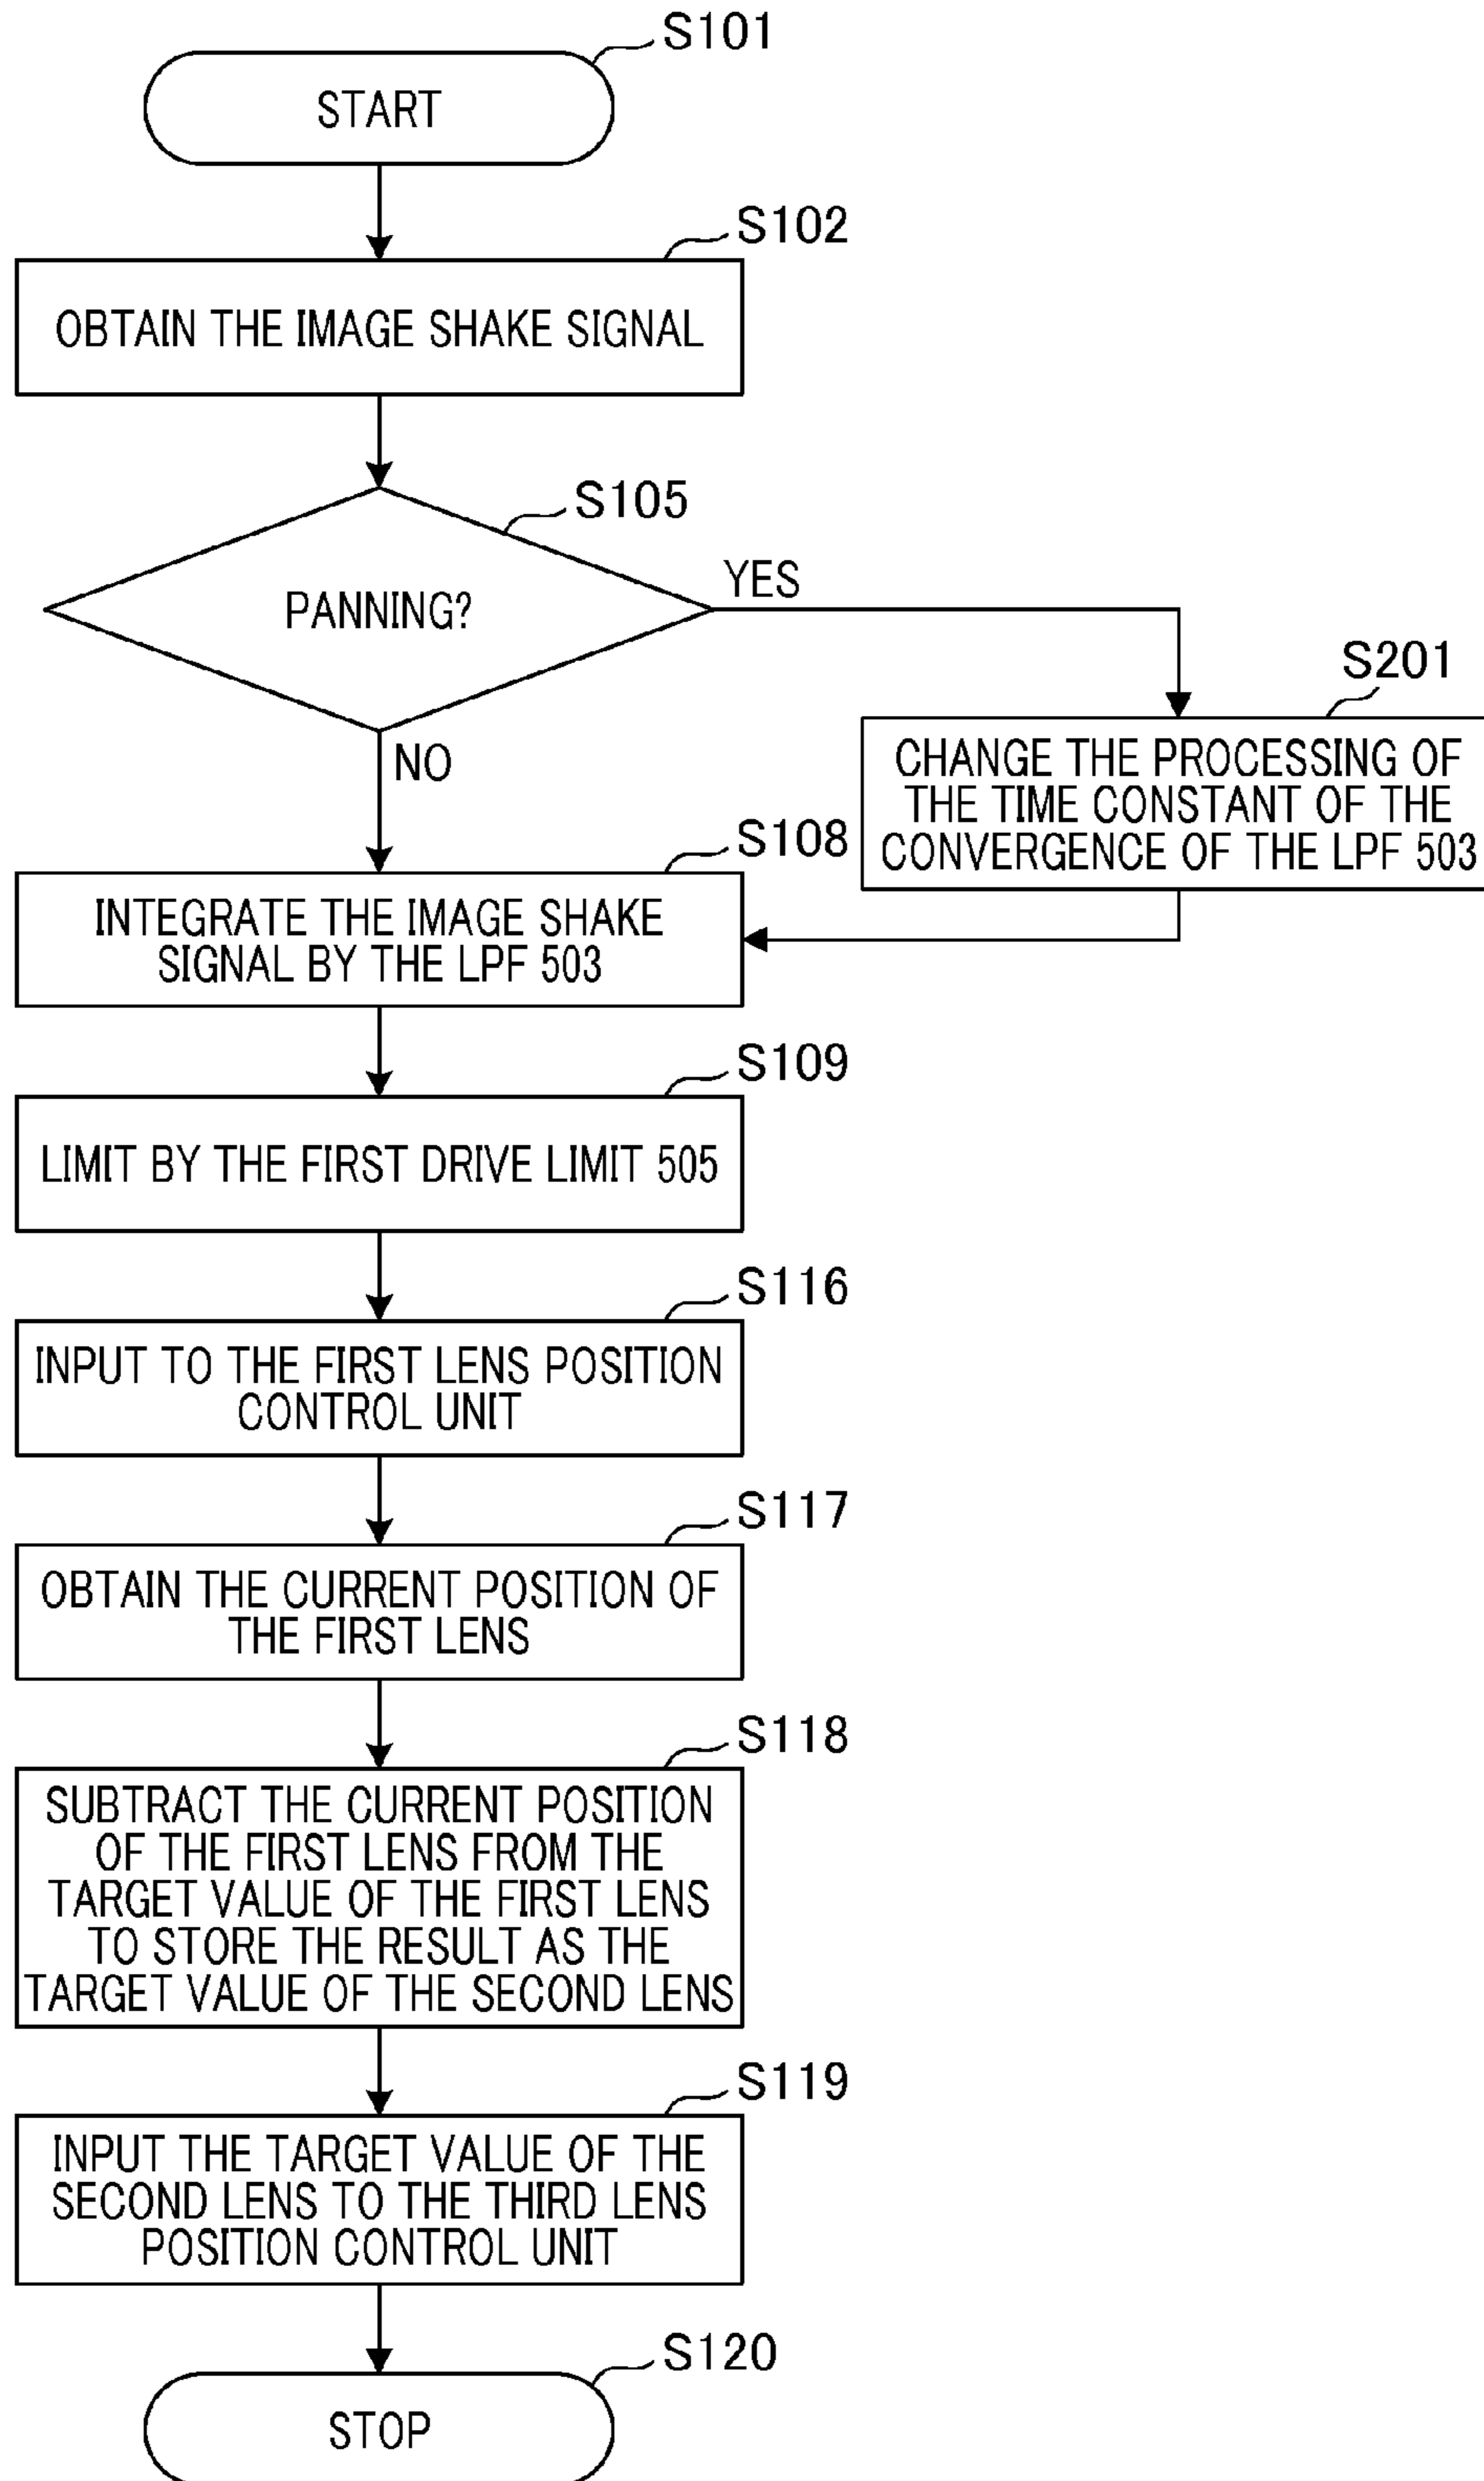 S101
START
S102
OBTAIN THE IMAGE SHAKE SIGNAL
S105
PANNING?
YES
NO
S201
CHANGE THE PROCESSING OF
THE TIME CONSTANT OF THE
CONVERGENCE OF THE LPF 503
S108
INTEGRATE THE IMAGE SHAKE
SIGNAL BY THE LPF 503
S109
LIMIT BY THE FIRST DRIVE LIMIT 505
S116
INPUT TO THE FIRST LENS POSITION
CONTROL UNIT
S117
OBTAIN THE CURRENT POSITION OF
THE FIRST LENS
S118
SUBTRACT THE CURRENT POSITION
OF THE FIRST LENS FROM THE
TARGET VALUE OF THE FIRST LENS
TO STORE THE RESULT AS THE
TARGET VALUE OF THE SECOND LENS
S119
INPUT THE TARGET VALUE OF THE
SECOND LENS TO THE THIRD LENS
POSITION CONTROL UNIT
S120
STOP